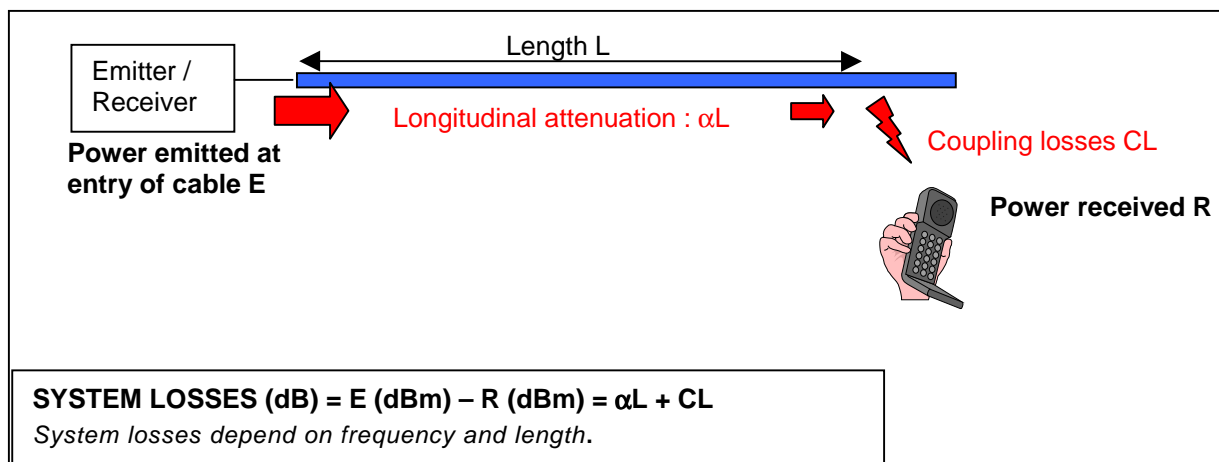 Length L
Emitter /
Receiver
Longitudinal attenuation : αL
Coupling losses CL
Power emitted at
entry of cable E
Power received R
SYSTEM LOSSES (dB) = E (dBm) – R (dBm) = αL + CL
System losses depend on frequency and length.